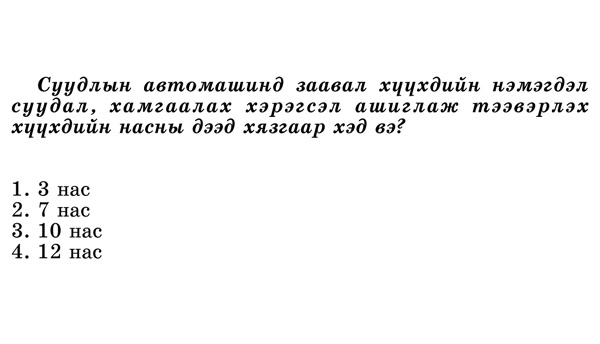 Суудлын автомашинд заавал хүүхдийн нэмэгдэл
суудал, хамгаалах хэрэгсэл ашиглаж тээвэрлэх
хүүхдийн насны дээд хязгаар хэд вэ?
1. 3 нас
2. 7 нас
3. 10 нас
4. 12 нас